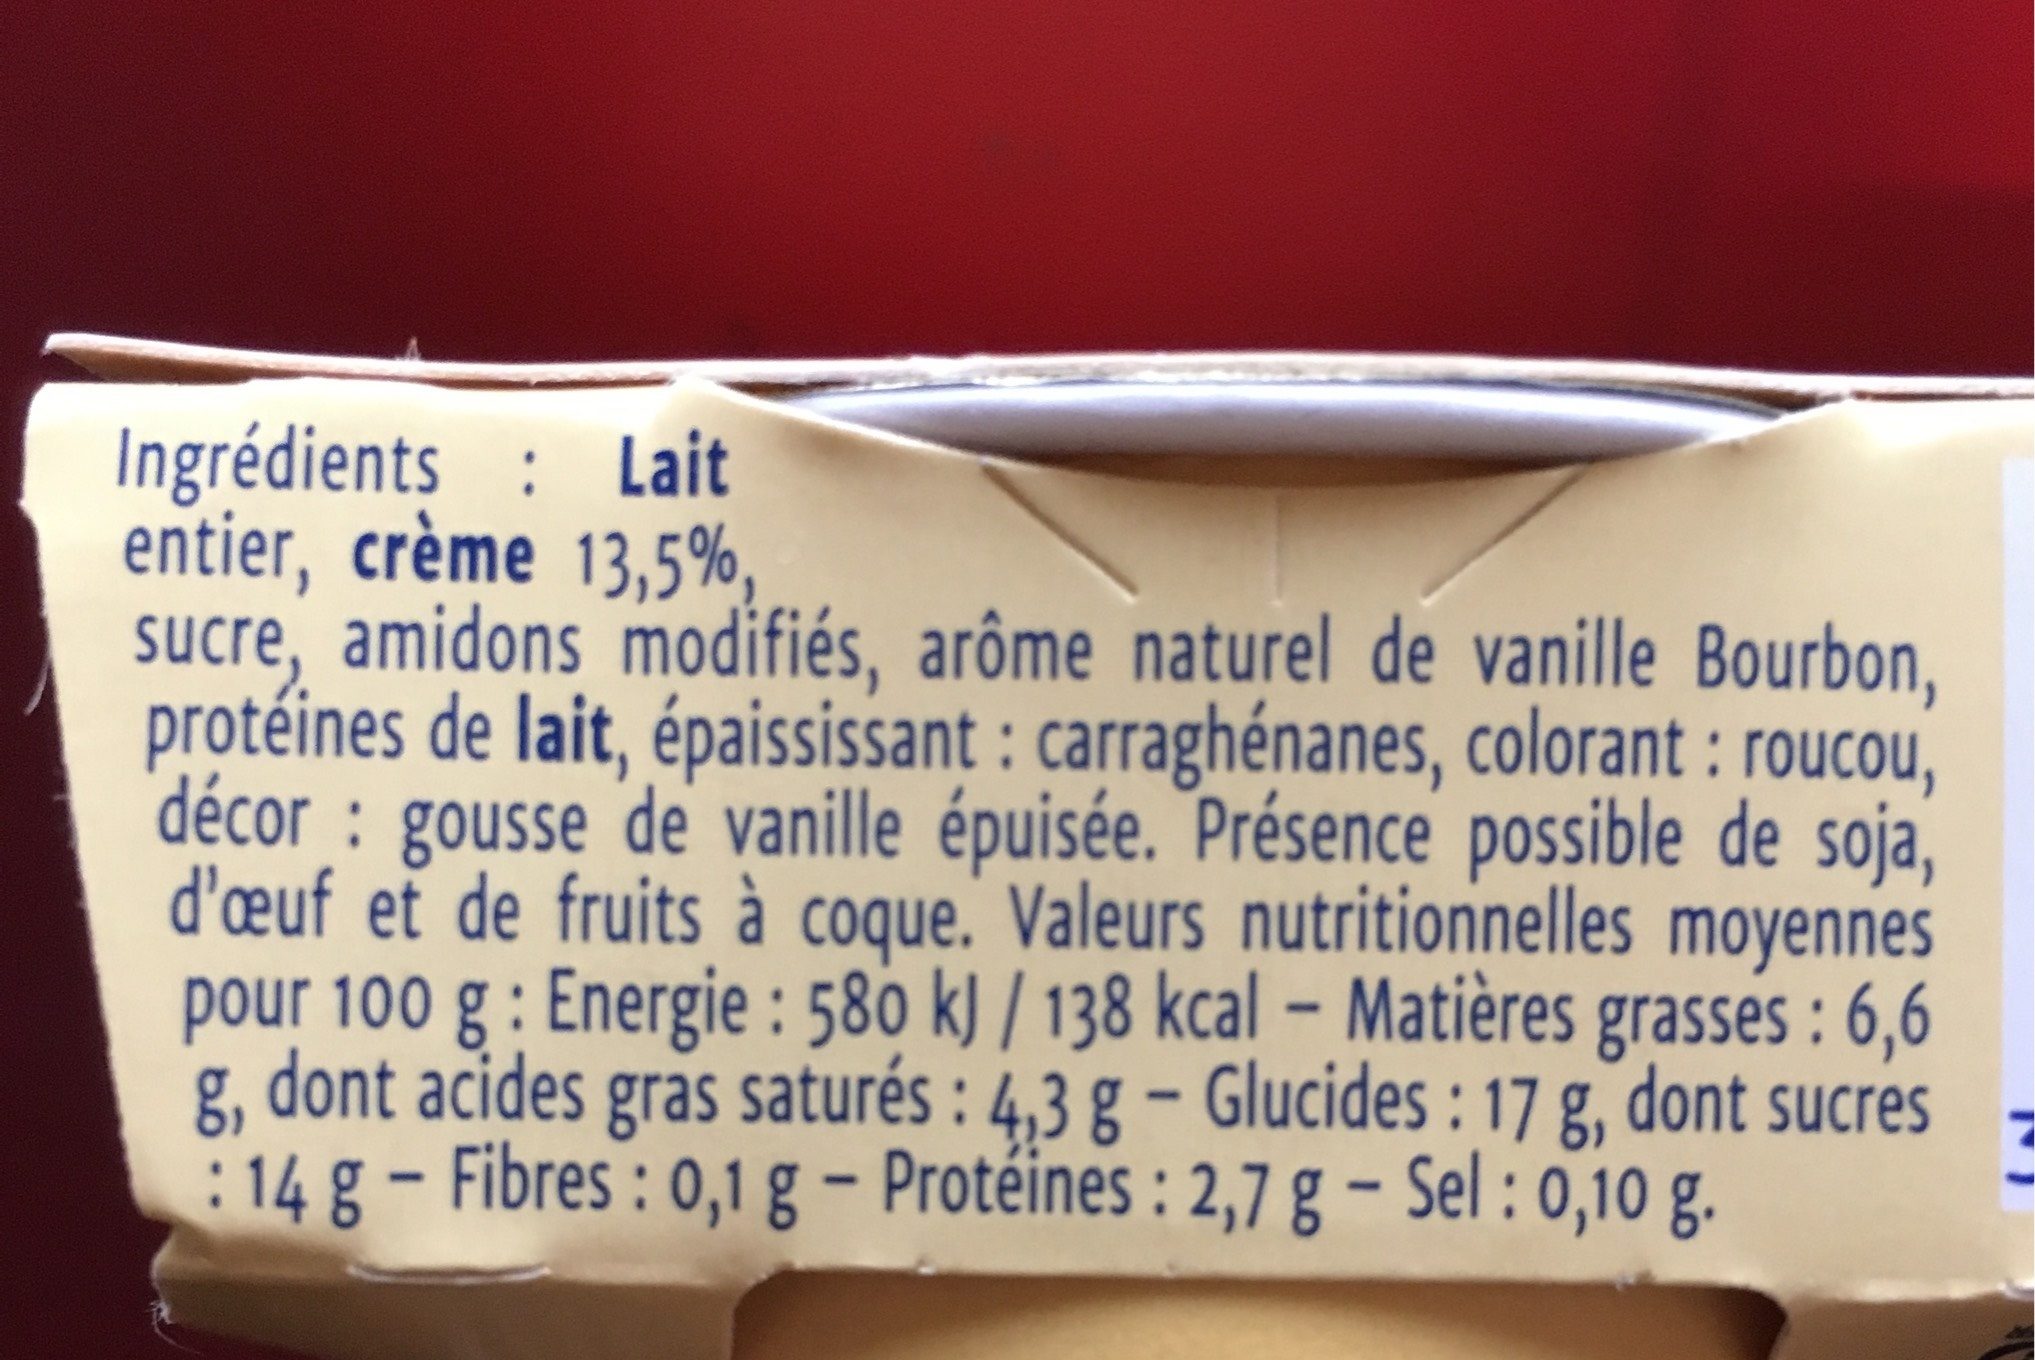 Ingrédients : Lait
entier, crème 13,5%,
sucre, amidons modifiés, arôme naturel de vanille Bourbon,
protéines de lait, épaississant : carraghénanes, colorant : roucou,
décor : gousse de vanille épuisée. Présence possible de soja,
d'œuf et de fruits à coque. Valeurs nutritionnelles moyennes
pour 100 g : Energie : 580 kJ / 138 kcal – Matières grasses : 6,6
g, dont acides gras saturés : 4,3 g – Glucides : 17 g, dont sucres
: 14 g – Fibres : 0,1 g – Protéines : 2,7 g – Sel : 0,10 g.